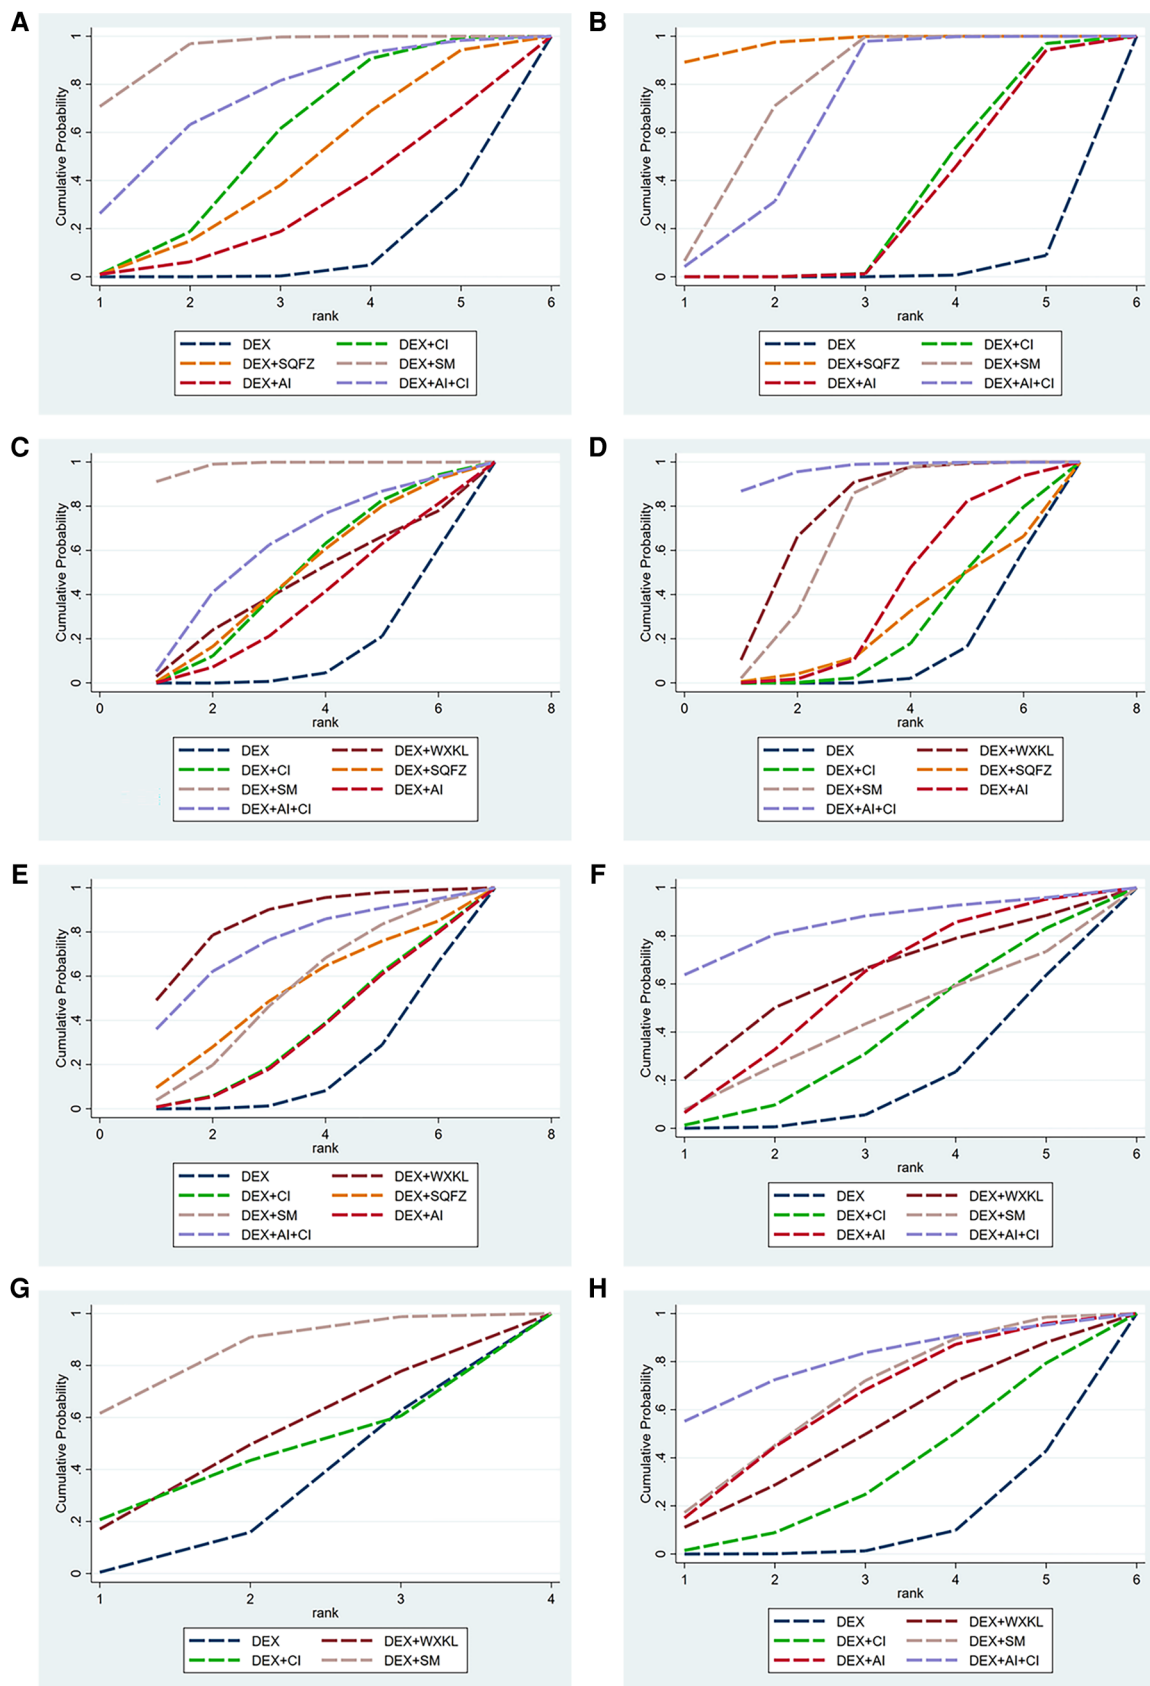 A
Cumulative Probability
1
.8
.6
.4
.2
0
1 2 3 4 5 6
rank
DEX DEX+CI
DEX+SQFZ DEX+SM
DEX+AI DEX+AI+CI
B
Cumulative Probability
1
.8
.6
.4
.2
0
1 2 3 4 5 6
rank
DEX DEX+CI
DEX+SQFZ DEX+SM
DEX+AI DEX+AI+CI
C
Cumulative Probability
1
.8
.6
.4
.2
0
0 2 4 6 8
rank
DEX DEX+WXKL
DEX+CI DEX+SQFZ
DEX+SM DEX+AI
DEX+AI+CI
D
Cumulative Probability
1
.8
.6
.4
.2
0
0 2 4 6 8
rank
DEX DEX+WXKL
DEX+CI DEX+SQFZ
DEX+SM DEX+AI
DEX+AI+CI
E
Cumulative Probability
1
.8
.6
.4
.2
0
0 2 4 6 8
rank
DEX DEX+WXKL
DEX+CI DEX+SQFZ
DEX+SM DEX+AI
DEX+AI+CI
F
Cumulative Probability
1
.8
.6
.4
.2
0
1 2 3 4 5 6
rank
DEX DEX+WXKL
DEX+CI DEX+SM
DEX+AI DEX+AI+CI
G
Cumulative Probability
1
.8
.6
.4
.2
0
1 2 3 4
rank
DEX DEX+WXKL
DEX+CI DEX+SM
H
Cumulative Probability
1
.8
.6
.4
.2
0
1 2 3 4 5 6
rank
DEX DEX+WXKL
DEX+CI DEX+SM
DEX+AI DEX+AI+CI